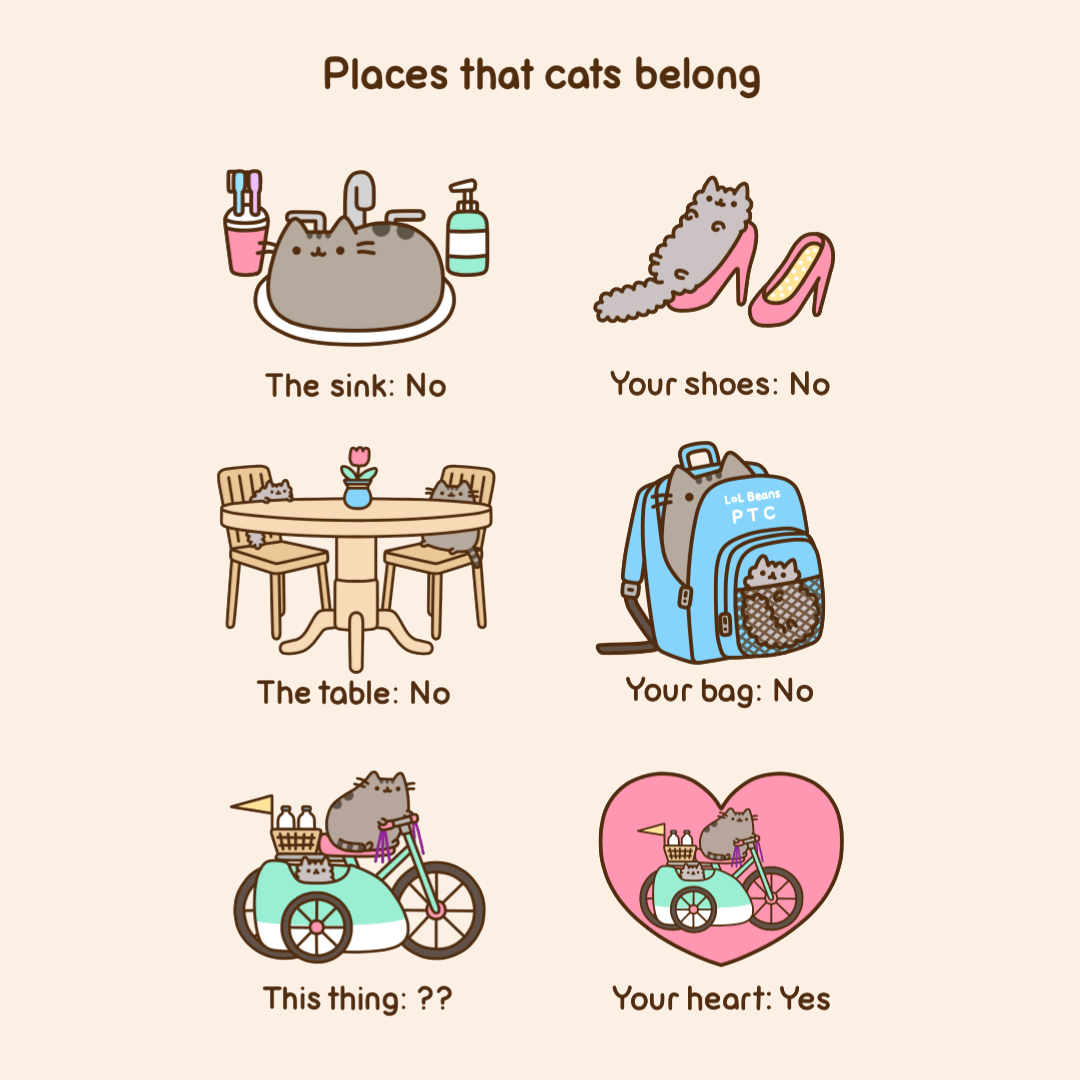 Places that cats belong
The sink: No
Your shoes: No
LoL Beans
PTC
The table: No
Your bag: No
This thing: ??
Your heart: Yes